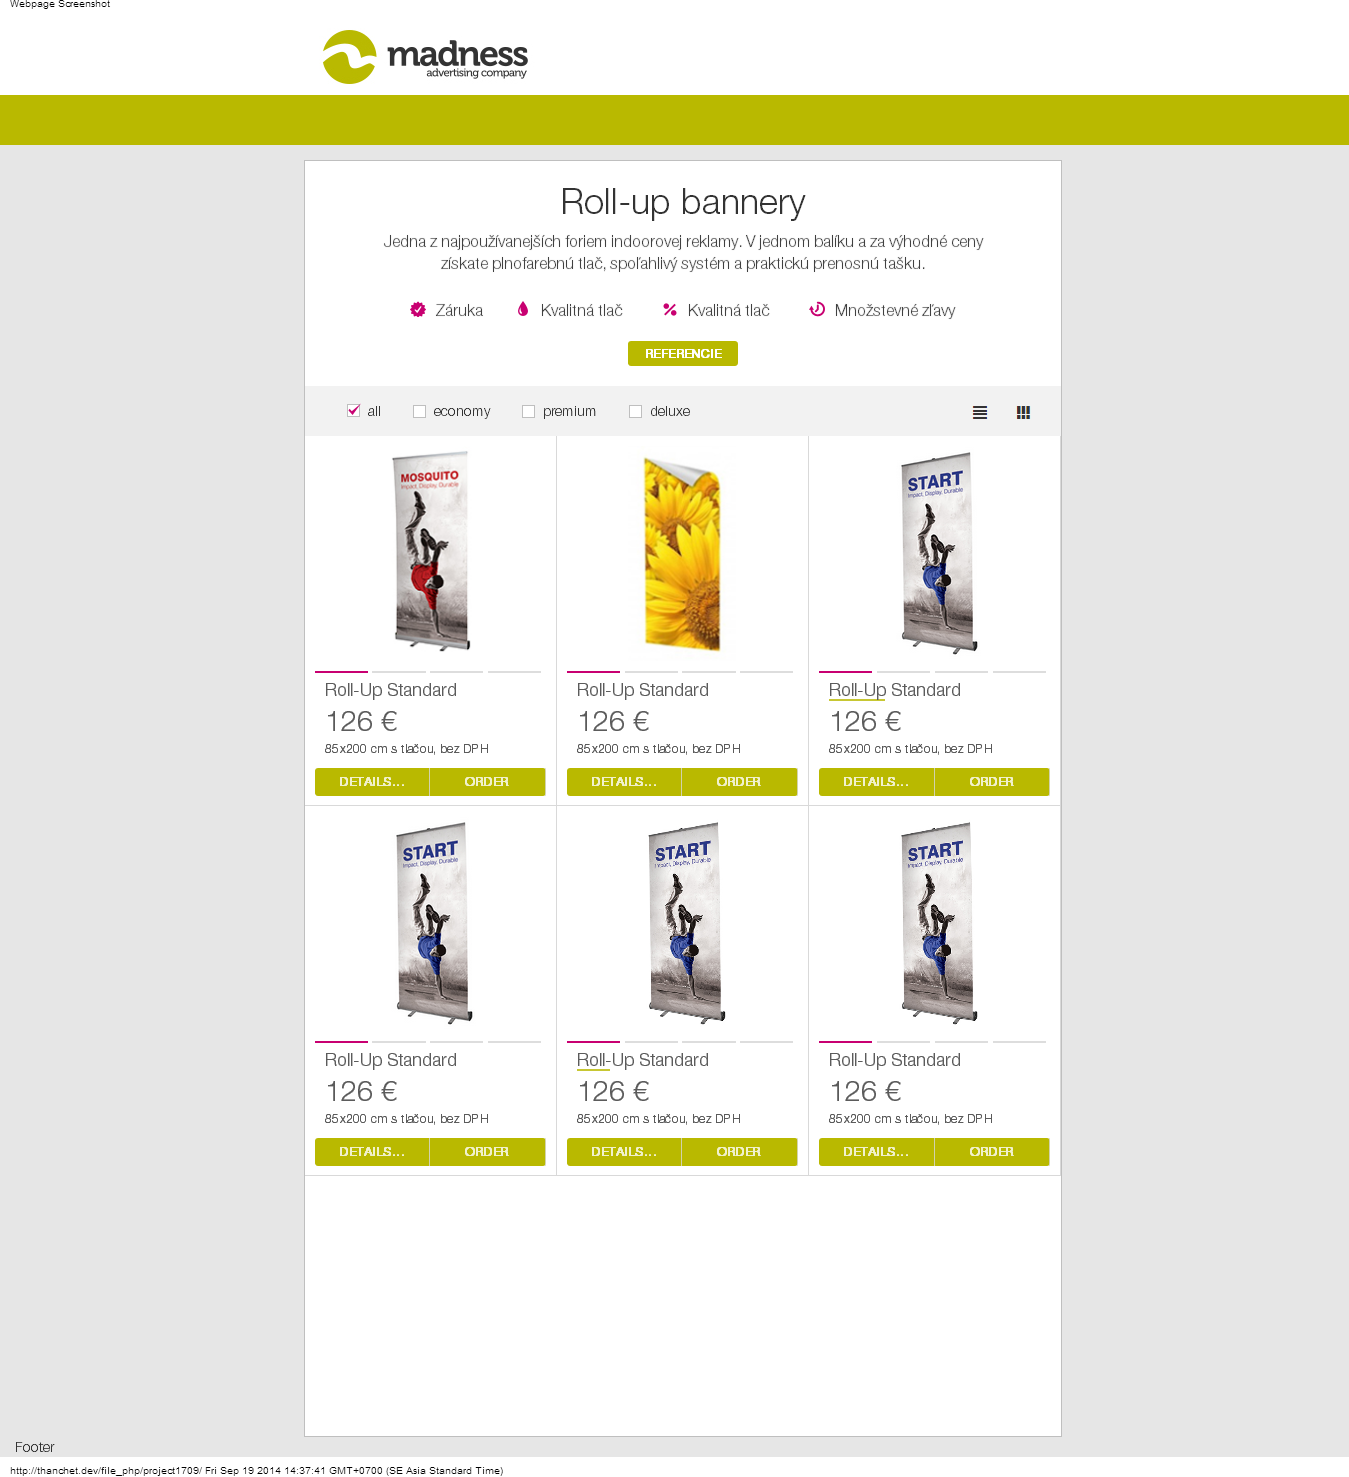 Webpage Screenshot
madness
advertising company
Roll-up bannery
Jedna z najpoužívanejších foriem indoorovej reklamy. V jednom balíku a za výhodné ceny
získate plnofarebnú tlač, spoľahlivý systém a praktickú prenosnú tašku.
Záruka Kvalitná tlač Kvalitná tlač Množstevné zľavy
REFERENCIE
all economy premium deluxe
MOSQUITO
Impact, Display, Durable
START
Impact, Display, Durable
Roll-Up Standard Roll-Up Standard Roll-Up Standard
126 € 126 € 126 €
85x200 cm s tlačou, bez DPH 85x200 cm s tlačou, bez DPH 85x200 cm s tlačou, bez DPH
DETAILS... ORDER DETAILS... ORDER DETAILS... ORDER
START START START
Impact, Display, Durable Impact, Display, Durable Impact, Display, Durable
Roll-Up Standard Roll-Up Standard Roll-Up Standard
126 € 126 € 126 €
85x200 cm s tlačou, bez DPH 85x200 cm s tlačou, bez DPH 85x200 cm s tlačou, bez DPH
DETAILS... ORDER DETAILS... ORDER DETAILS... ORDER
Footer
http://thanchet.dev/file_php/project1709/ Fri Sep 19 2014 14:37:41 GMT+0700 (SE Asia Standard Time)